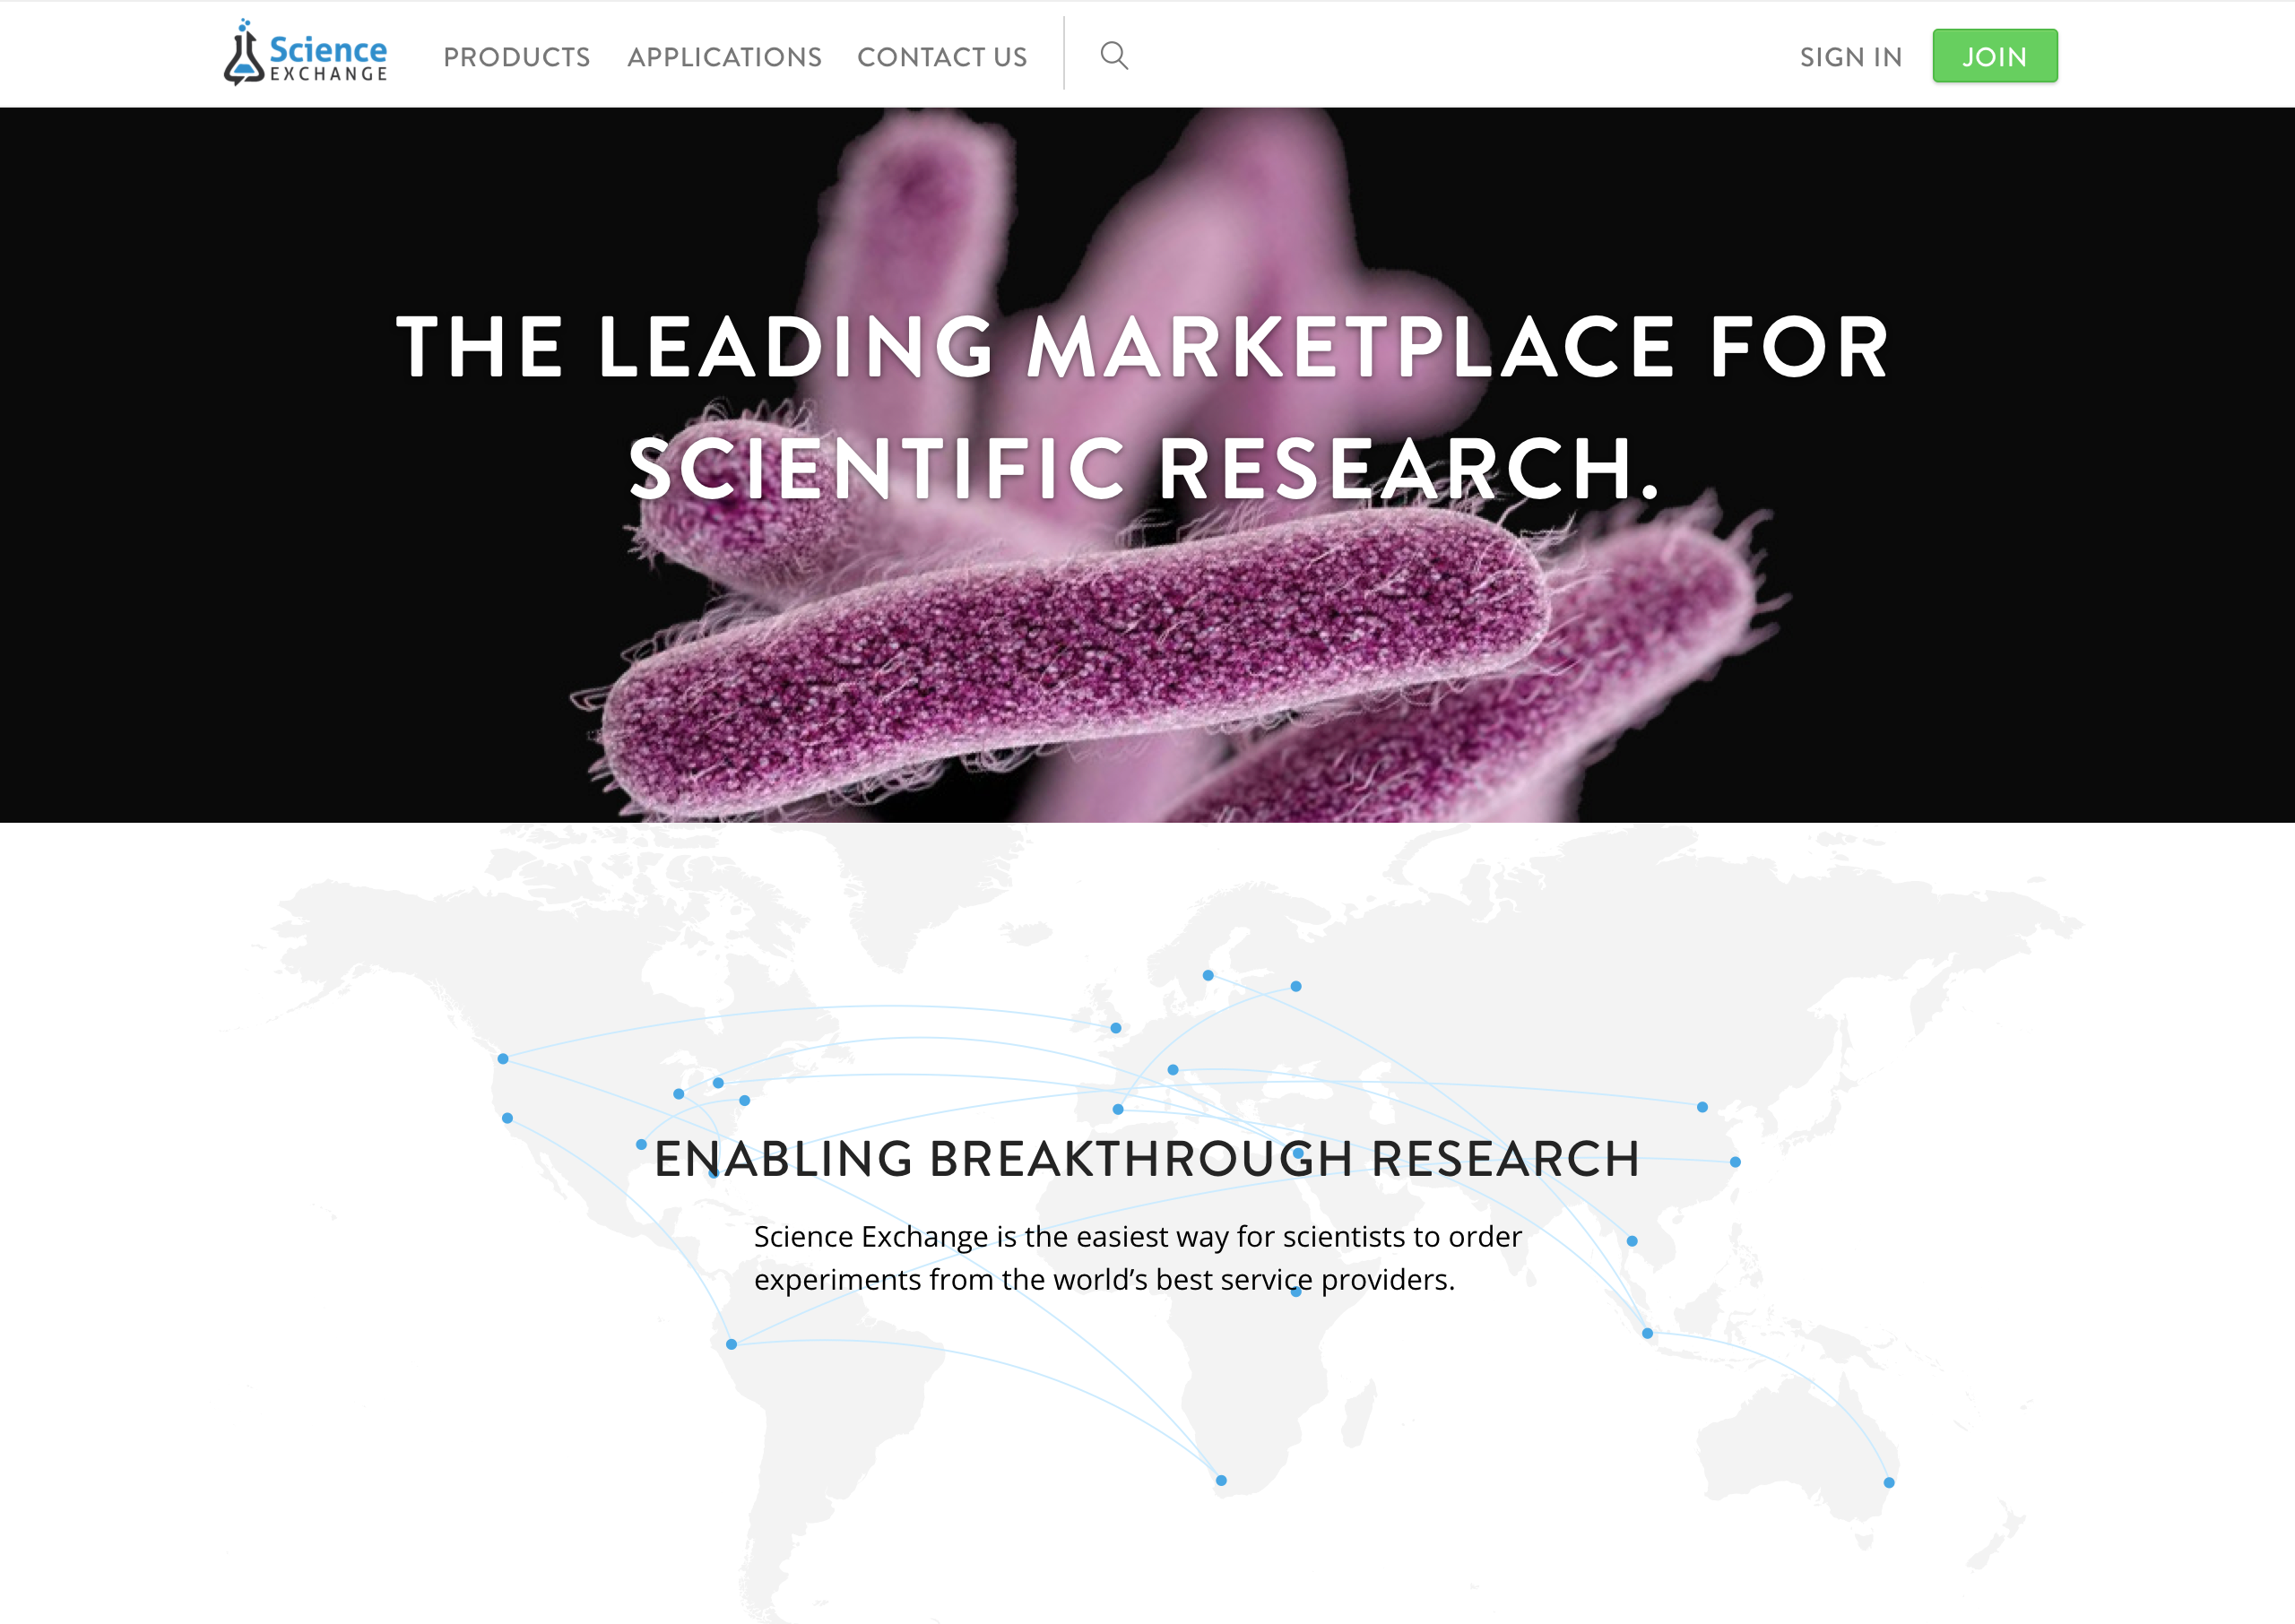 Science
EXCHANGE
PRODUCTS
APPLICATIONS
CONTACT US
SIGN IN
JOIN
THE LEADING MARKETPLACE FOR
SCIENTIFIC RESEARCH.
ENABLING BREAKTHROUGH RESEARCH
Science Exchange is the easiest way for scientists to order
experiments from the world’s best service providers.